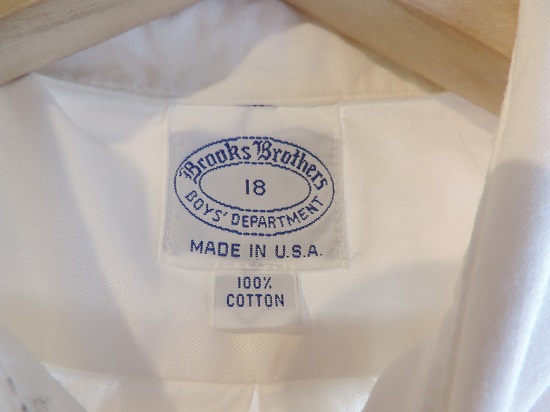 Brooks Brothers
18
BOYS' DEPARTMENT
MADE IN U.S.A.
100%
COTTON